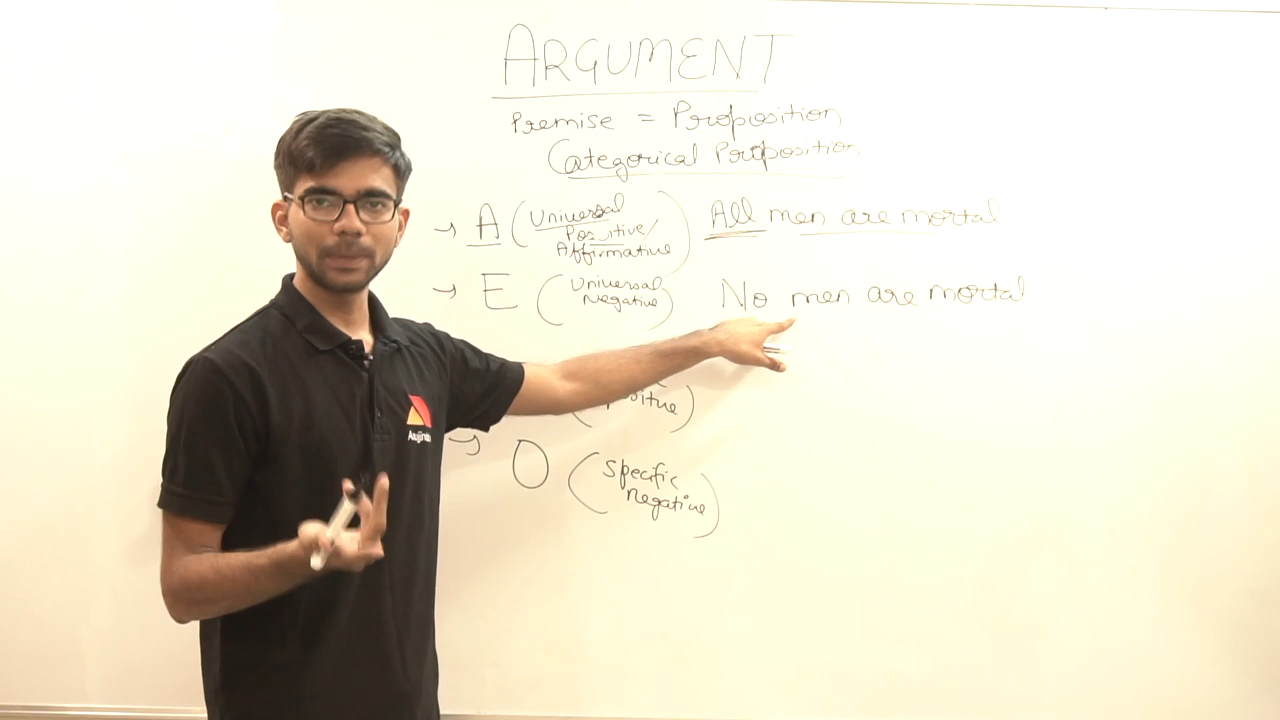 ARGUMENT
Premise = Proposition
Categorical Proposition
→ A (Universal Positive/ Affirmative) All men are mortal
→ E (Universal Negative) No men are mortal
→ O (Specific negative)